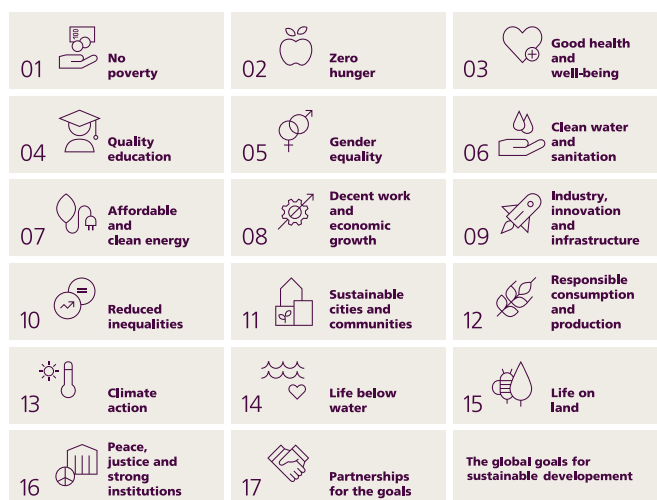 100
01
No
poverty
02
Zero
hunger
03
Good health
and
well-being
04
Quality
education
05
Gender
equality
06
Clean water
and
sanitation
07
Affordable
and
clean energy
08
Decent work
and
economic
growth
09
Industry,
innovation
and
infrastructure
10
Reduced
inequalities
11
Sustainable
cities and
communities
12
Responsible
consumption
and
production
13
Climate
action
14
Life below
water
15
Life on
land
16
Peace,
justice and
strong
institutions
17
Partnerships
for the goals
The global goals for
sustainable developement